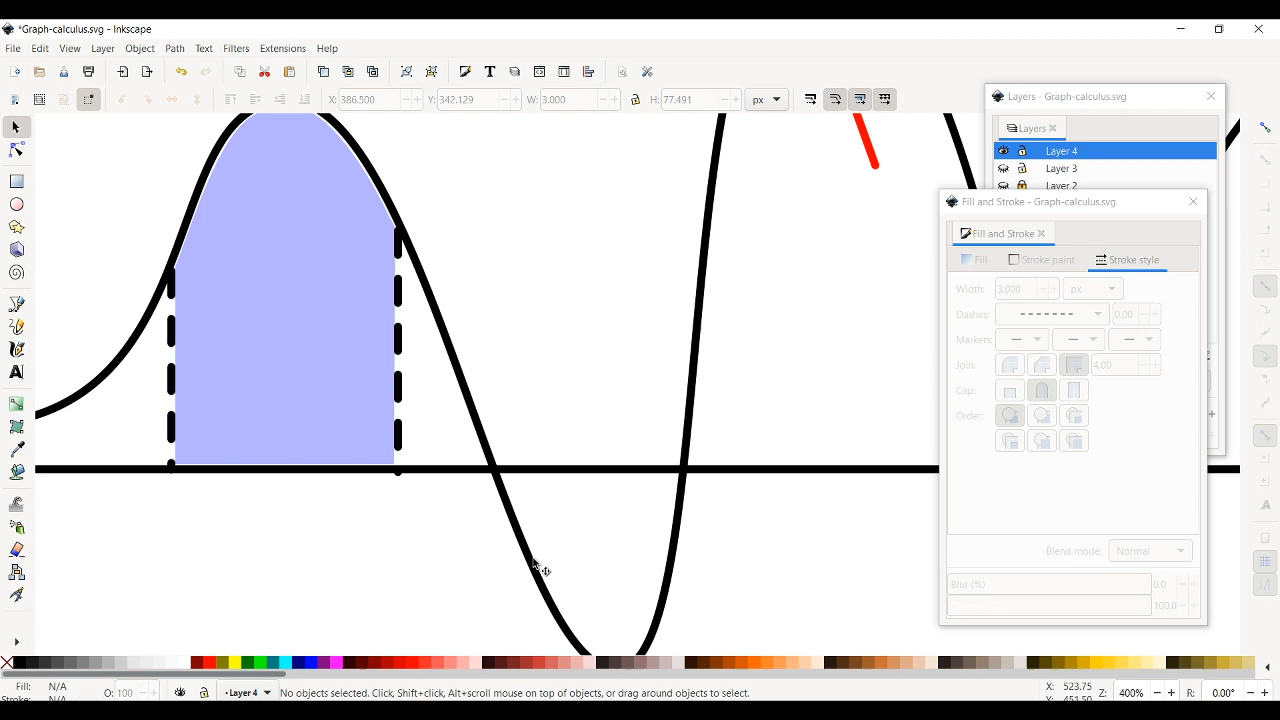 *Graph-calculus.svg - Inkscape
File Edit View Layer Object Path Text Filters Extensions Help
X: 386.500 Y: 342.129 W: 3.000 H: 77.491 px
Layers - Graph-calculus.svg
Layers
Layer 4
Layer 3
Layer 2
Fill and Stroke - Graph-calculus.svg
Fill and Stroke
Fill Stroke paint Stroke style
Width: 3.000 px
Dashes: 0.00
Markers:
Join: 4.00
Cap:
Order:
Blend mode: Normal
Blur (%) 0.0
100.0
Fill: N/A O: 100 Layer 4 No objects selected. Click, Shift+click, Alt+scroll mouse on top of objects, or drag around objects to select. X: 523.75 Z: 400% R: 0.00°
Stroke: N/A Y: 451.50